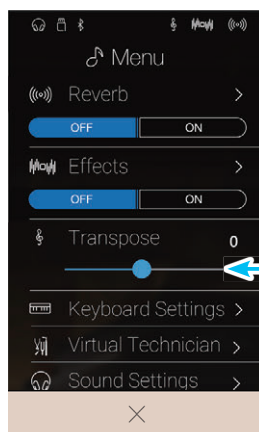 Menu
Reverb >
OFF ON
Effects >
OFF ON
Transpose 0
Keyboard Settings >
Virtual Technician >
Sound Settings >